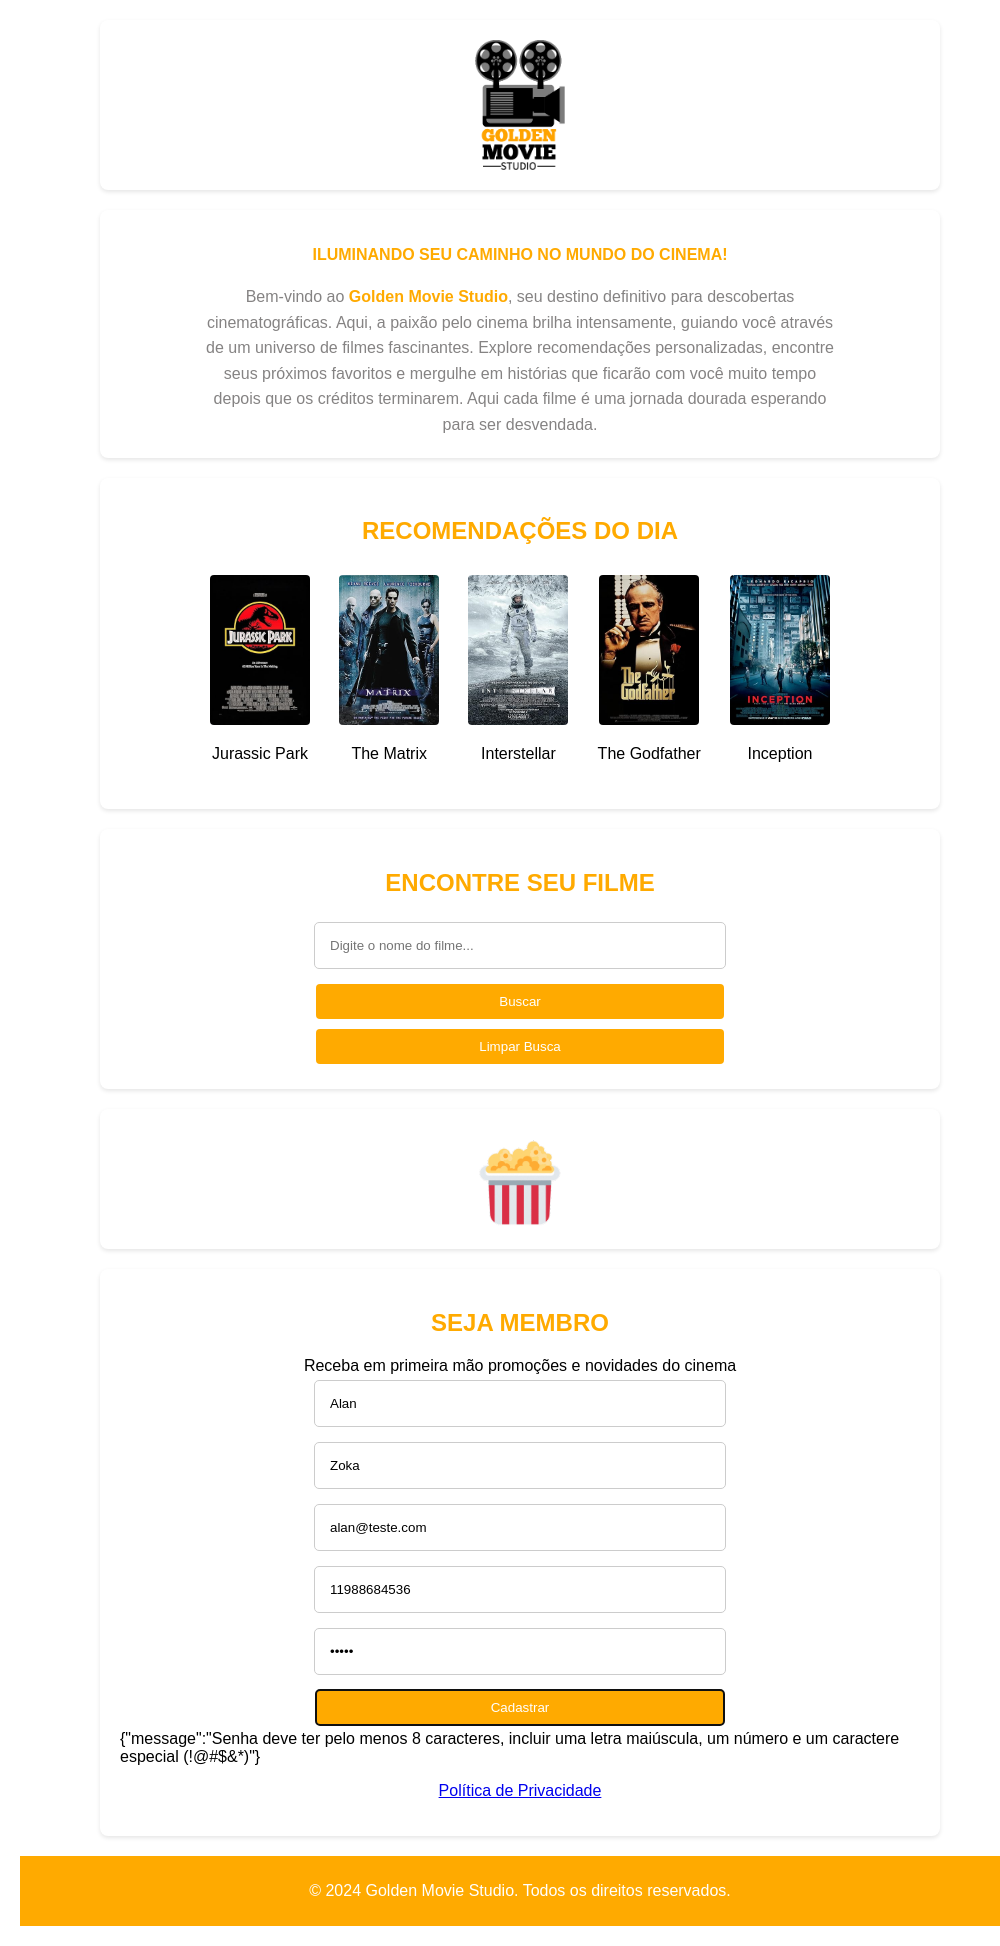 GOLDEN
MOVIE
STUDIO
ILUMINANDO SEU CAMINHO NO MUNDO DO CINEMA!
Bem-vindo ao Golden Movie Studio, seu destino definitivo para descobertas
cinematográficas. Aqui, a paixão pelo cinema brilha intensamente, guiando você através
de um universo de filmes fascinantes. Explore recomendações personalizadas, encontre
seus próximos favoritos e mergulhe em histórias que ficarão com você muito tempo
depois que os créditos terminarem. Aqui cada filme é uma jornada dourada esperando
para ser desvendada.
RECOMENDAÇÕES DO DIA
JURASSIC PARK
MATRIX
INTERSTELLAR
The Godfather
LEONARDO DICAPRIO
INCEPTION
Jurassic Park
The Matrix
Interstellar
The Godfather
Inception
ENCONTRE SEU FILME
Digite o nome do filme...
Buscar
Limpar Busca
SEJA MEMBRO
Receba em primeira mão promoções e novidades do cinema
Alan
Zoka
alan@teste.com
11988684536
•••••
Cadastrar
{"message":"Senha deve ter pelo menos 8 caracteres, incluir uma letra maiúscula, um número e um caractere
especial (!@#$&*)"}
Política de Privacidade
© 2024 Golden Movie Studio. Todos os direitos reservados.